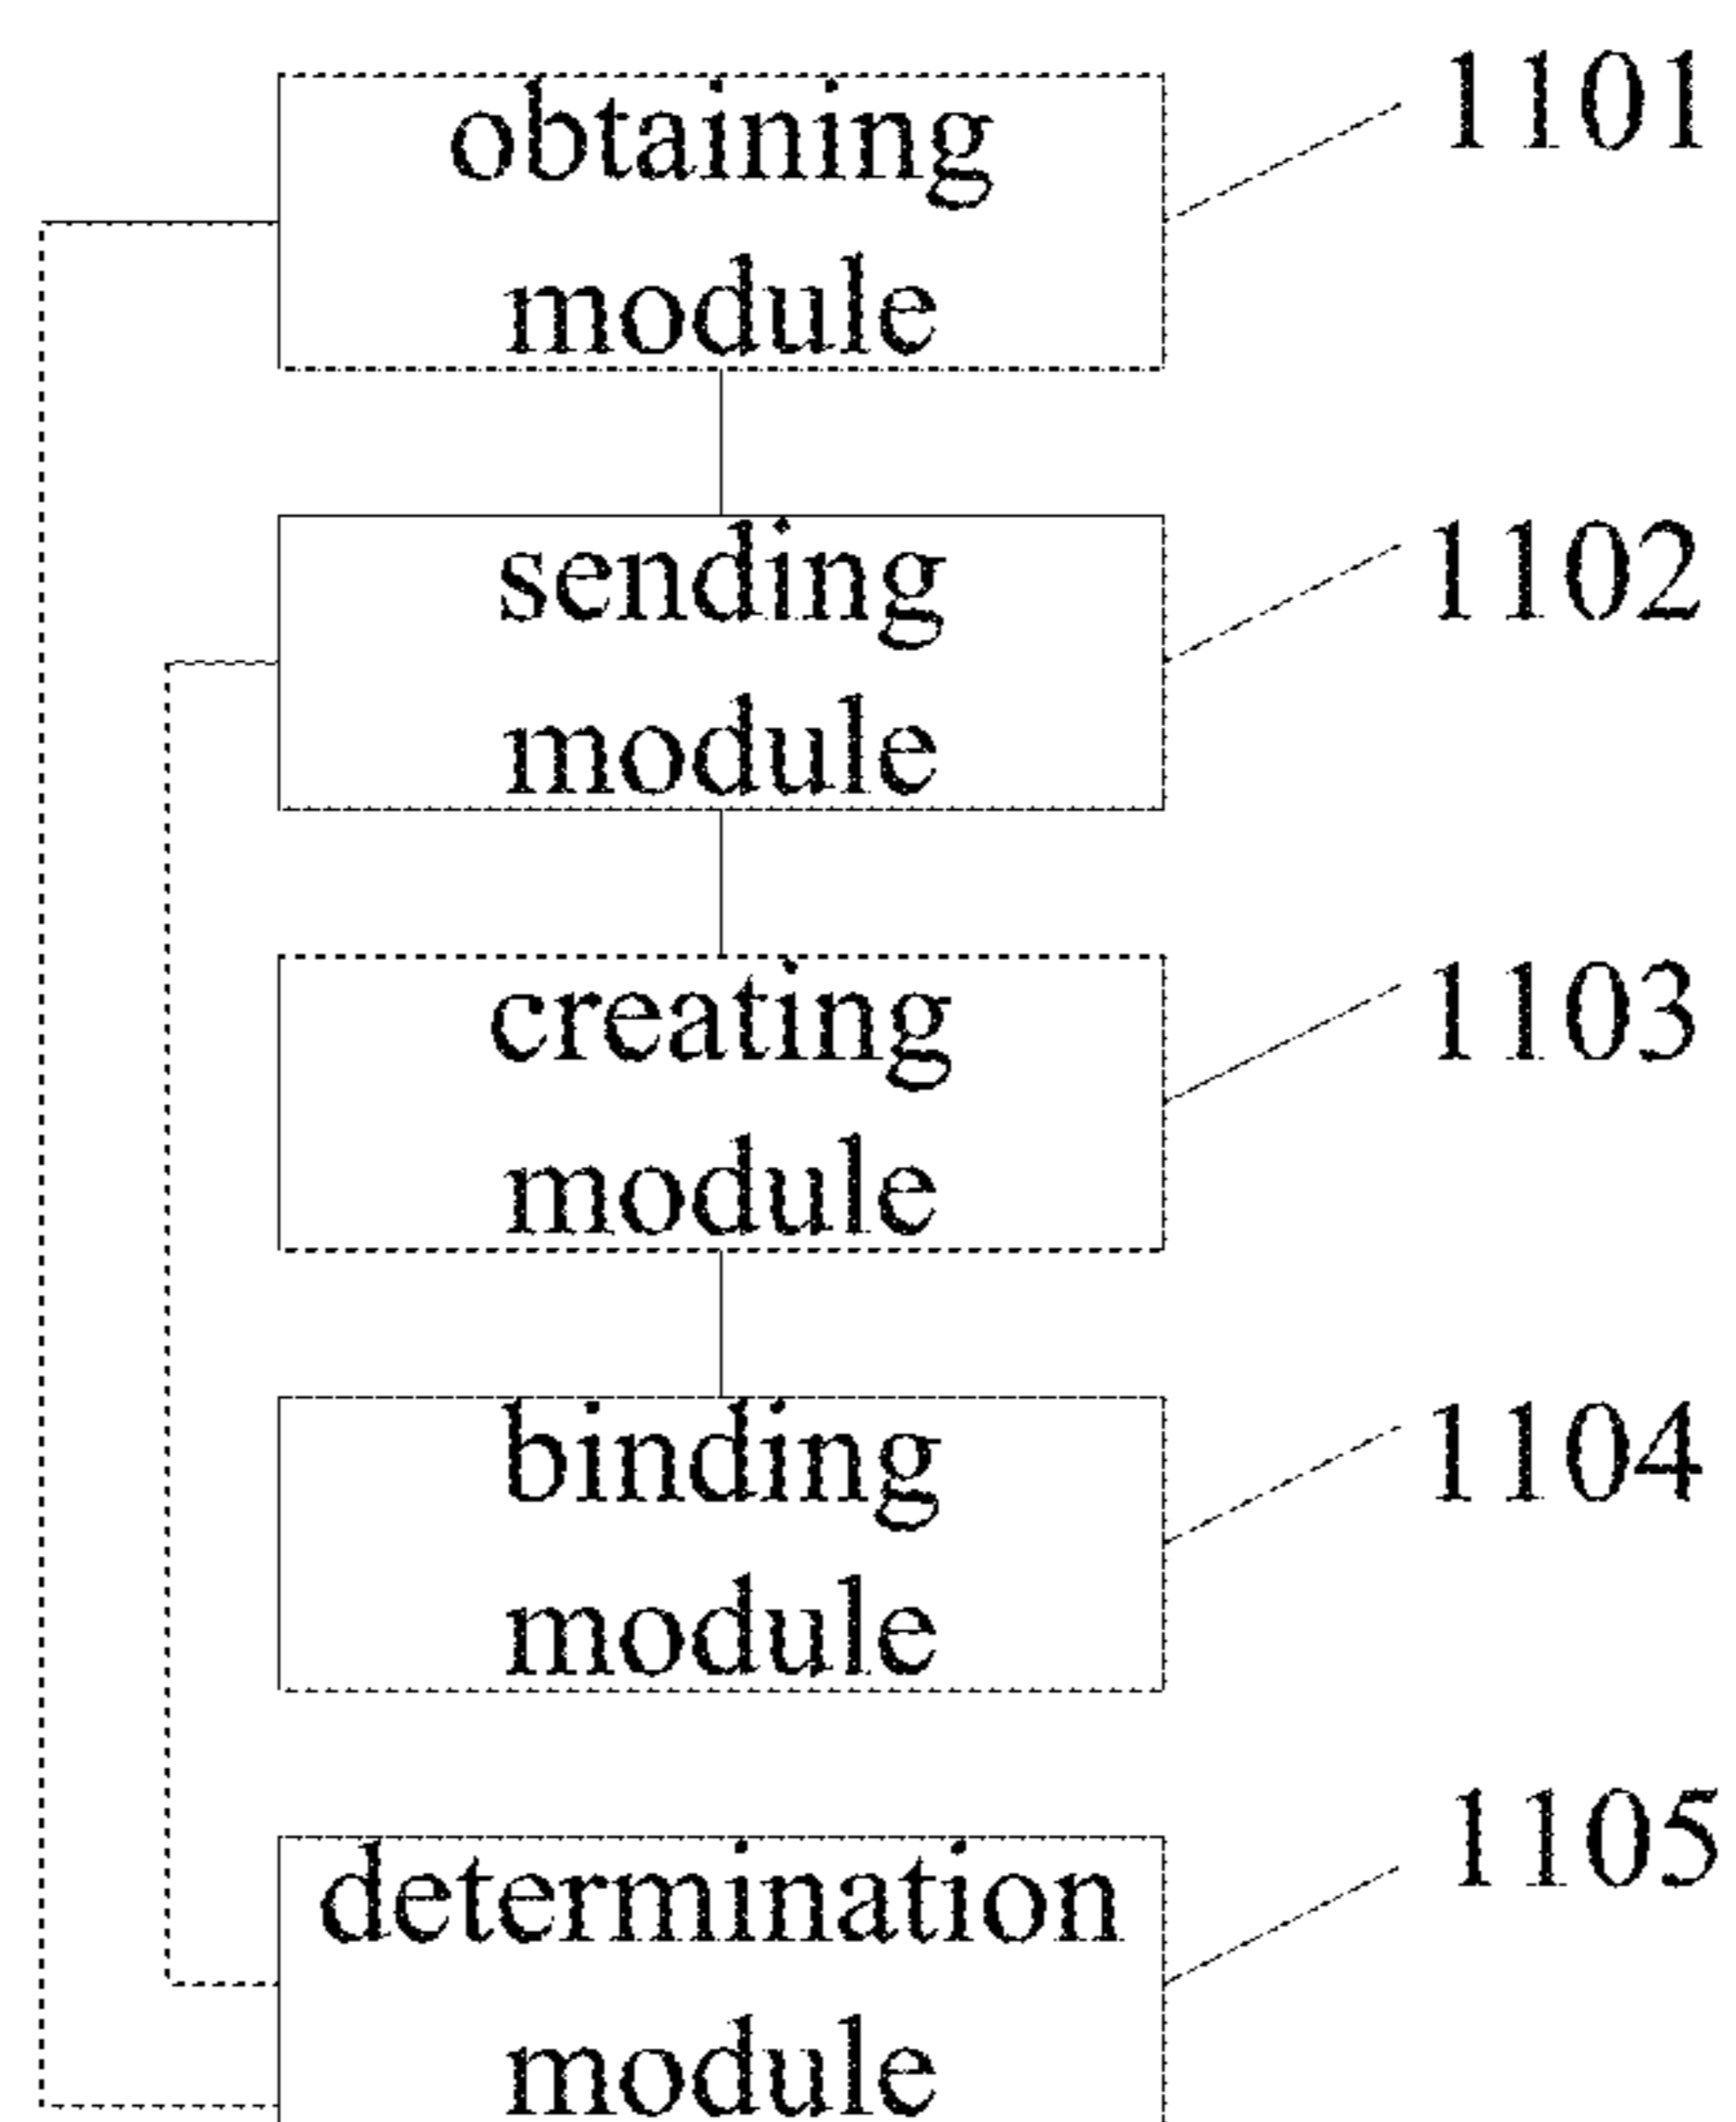 obtaining
module
1101
sending
module
1102
creating
module
1103
binding
module
1104
determination
module
1105